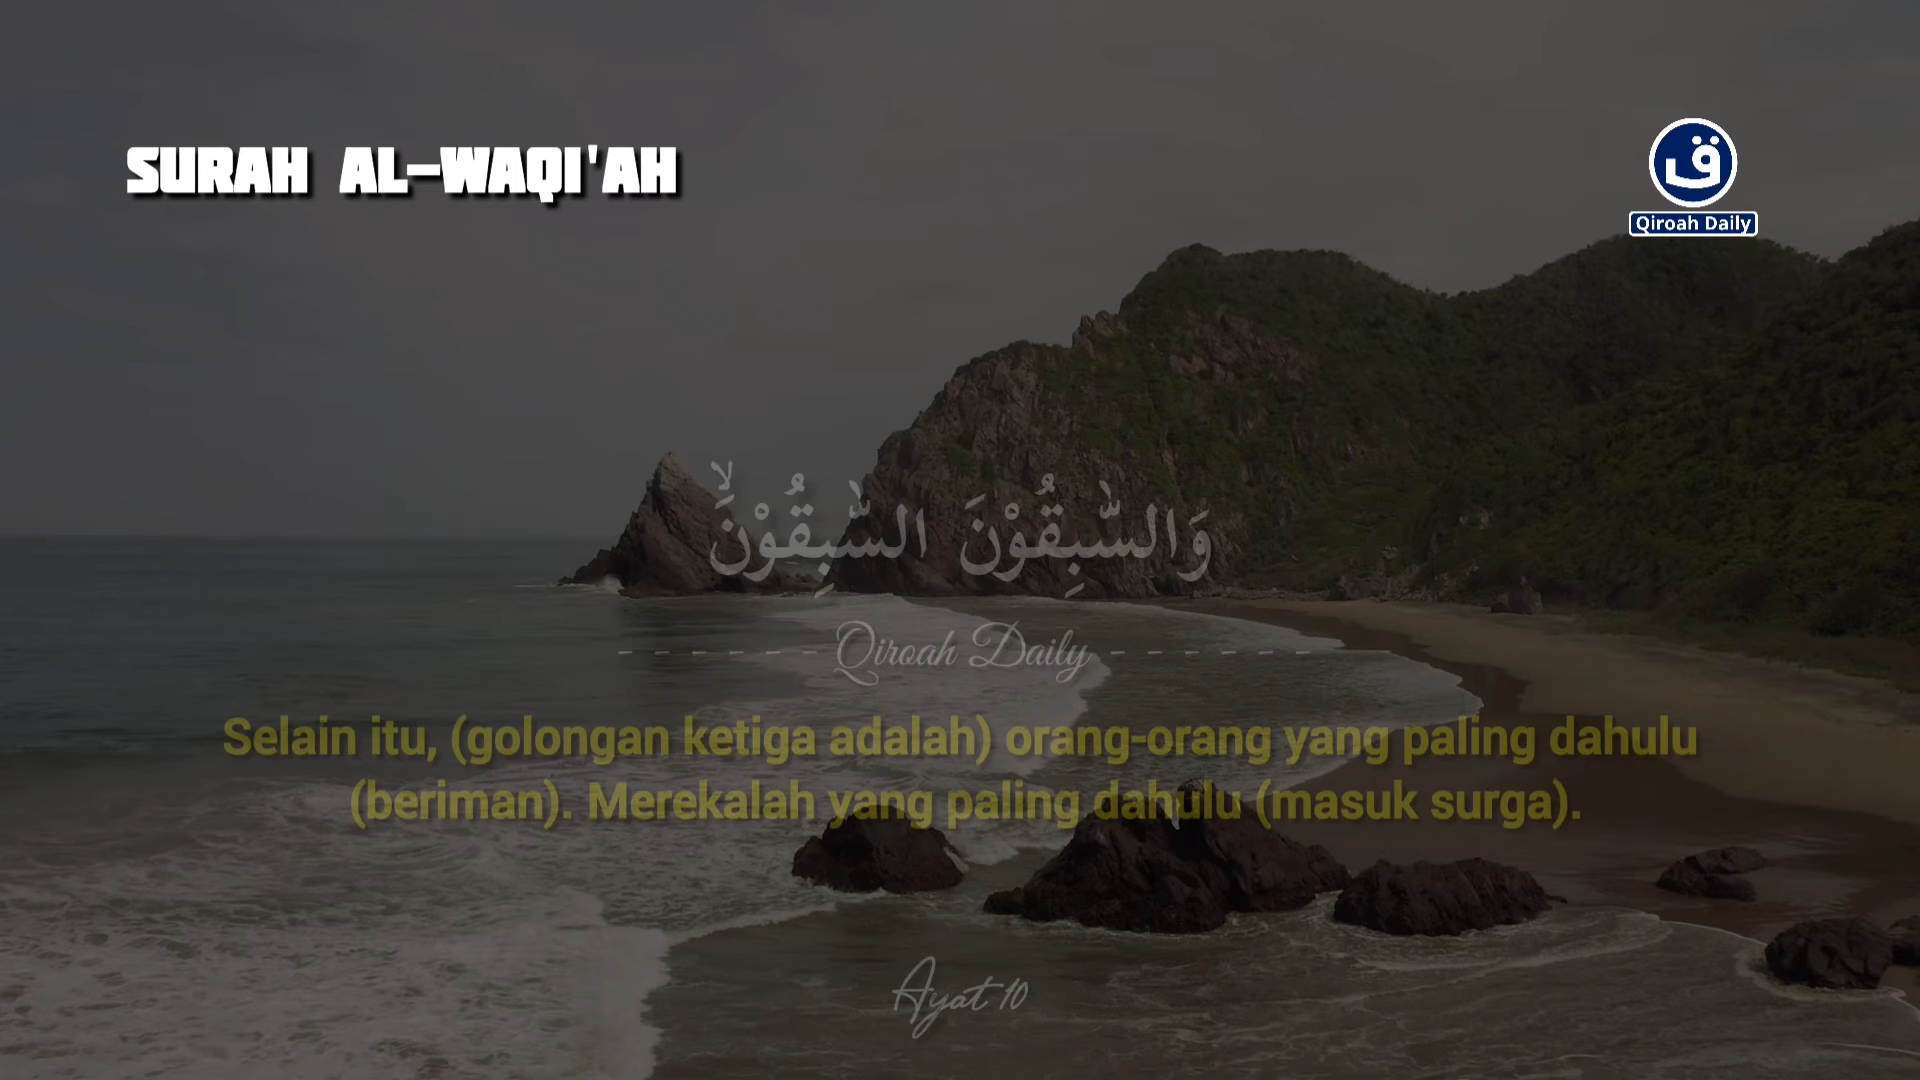 SURAH AL-WAQI'AH
ق
Qiroah Daily
وَالسّٰبِقُوْنَ السّٰبِقُوْنَۙ
Qiroah Daily
Selain itu, (golongan ketiga adalah) orang-orang yang paling dahulu
(beriman). Merekalah yang paling dahulu (masuk surga).
Ayat 10